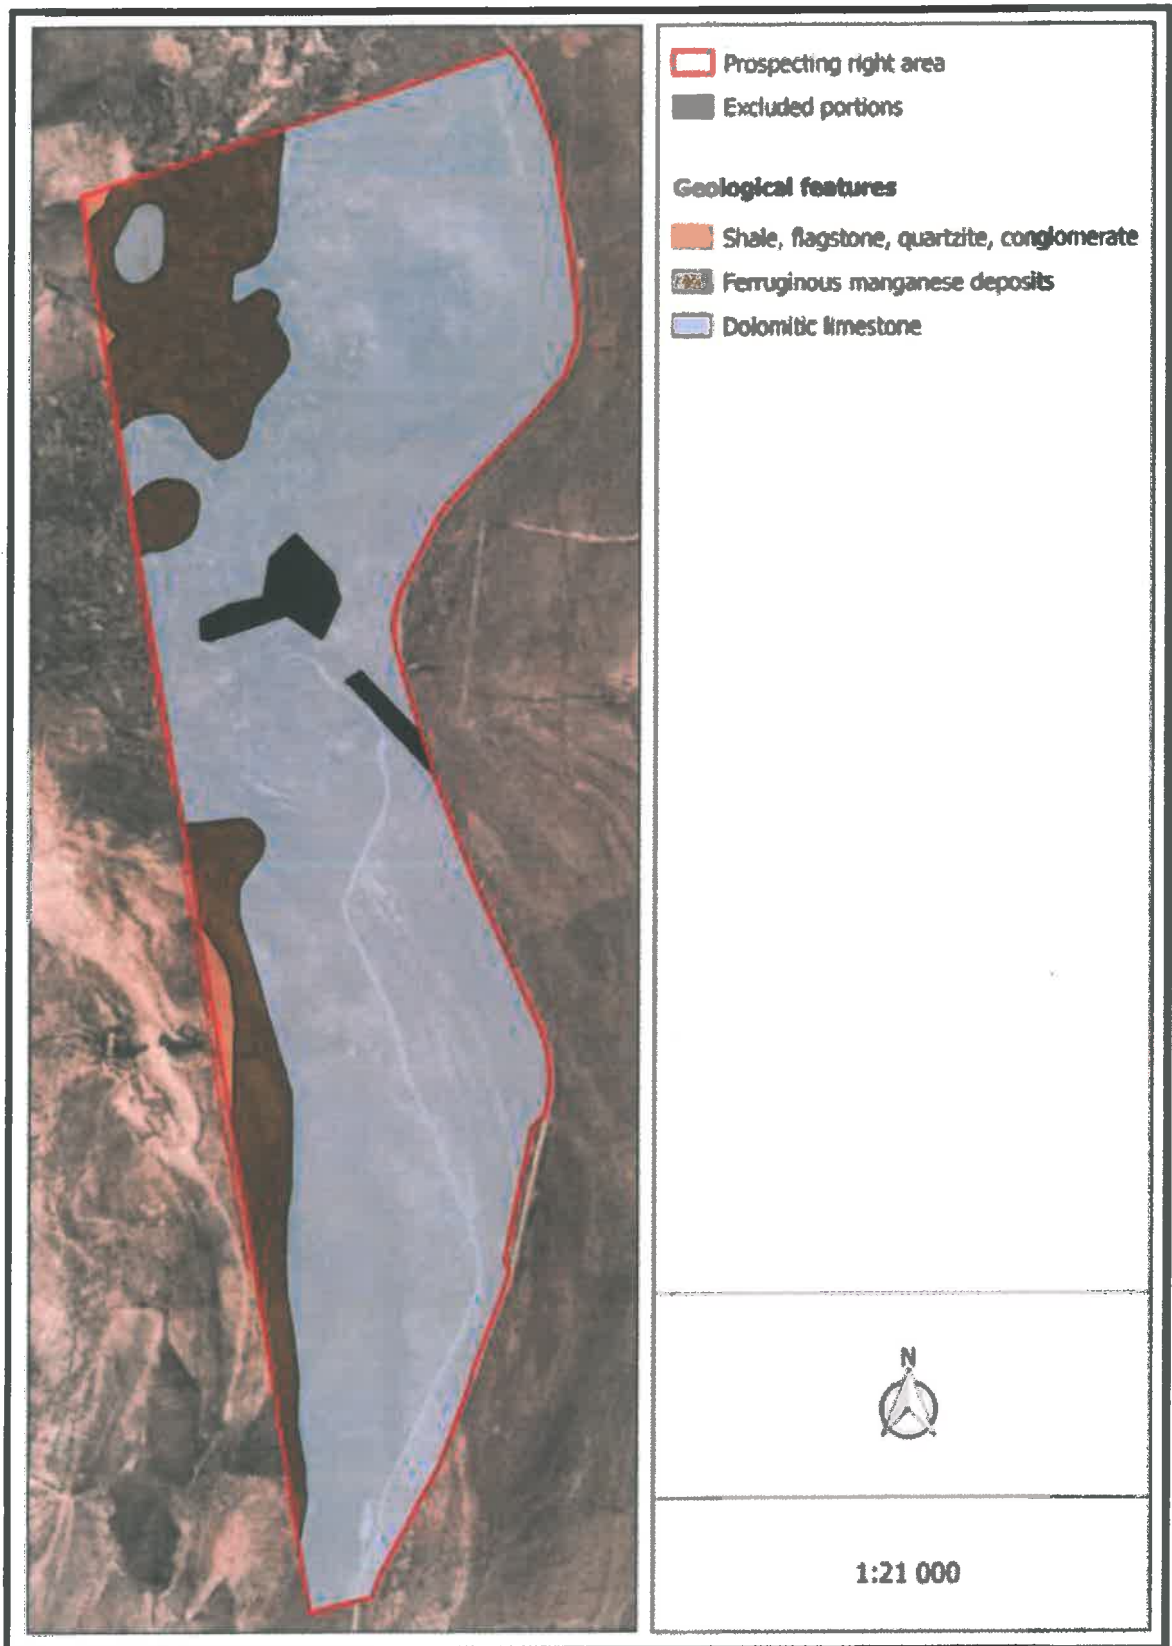 Prospecting right area
Excluded portions
Geological features
Shale, flagstone, quartzite, conglomerate
Ferruginous manganese deposits
Dolomitic limestone
N
1:21 000